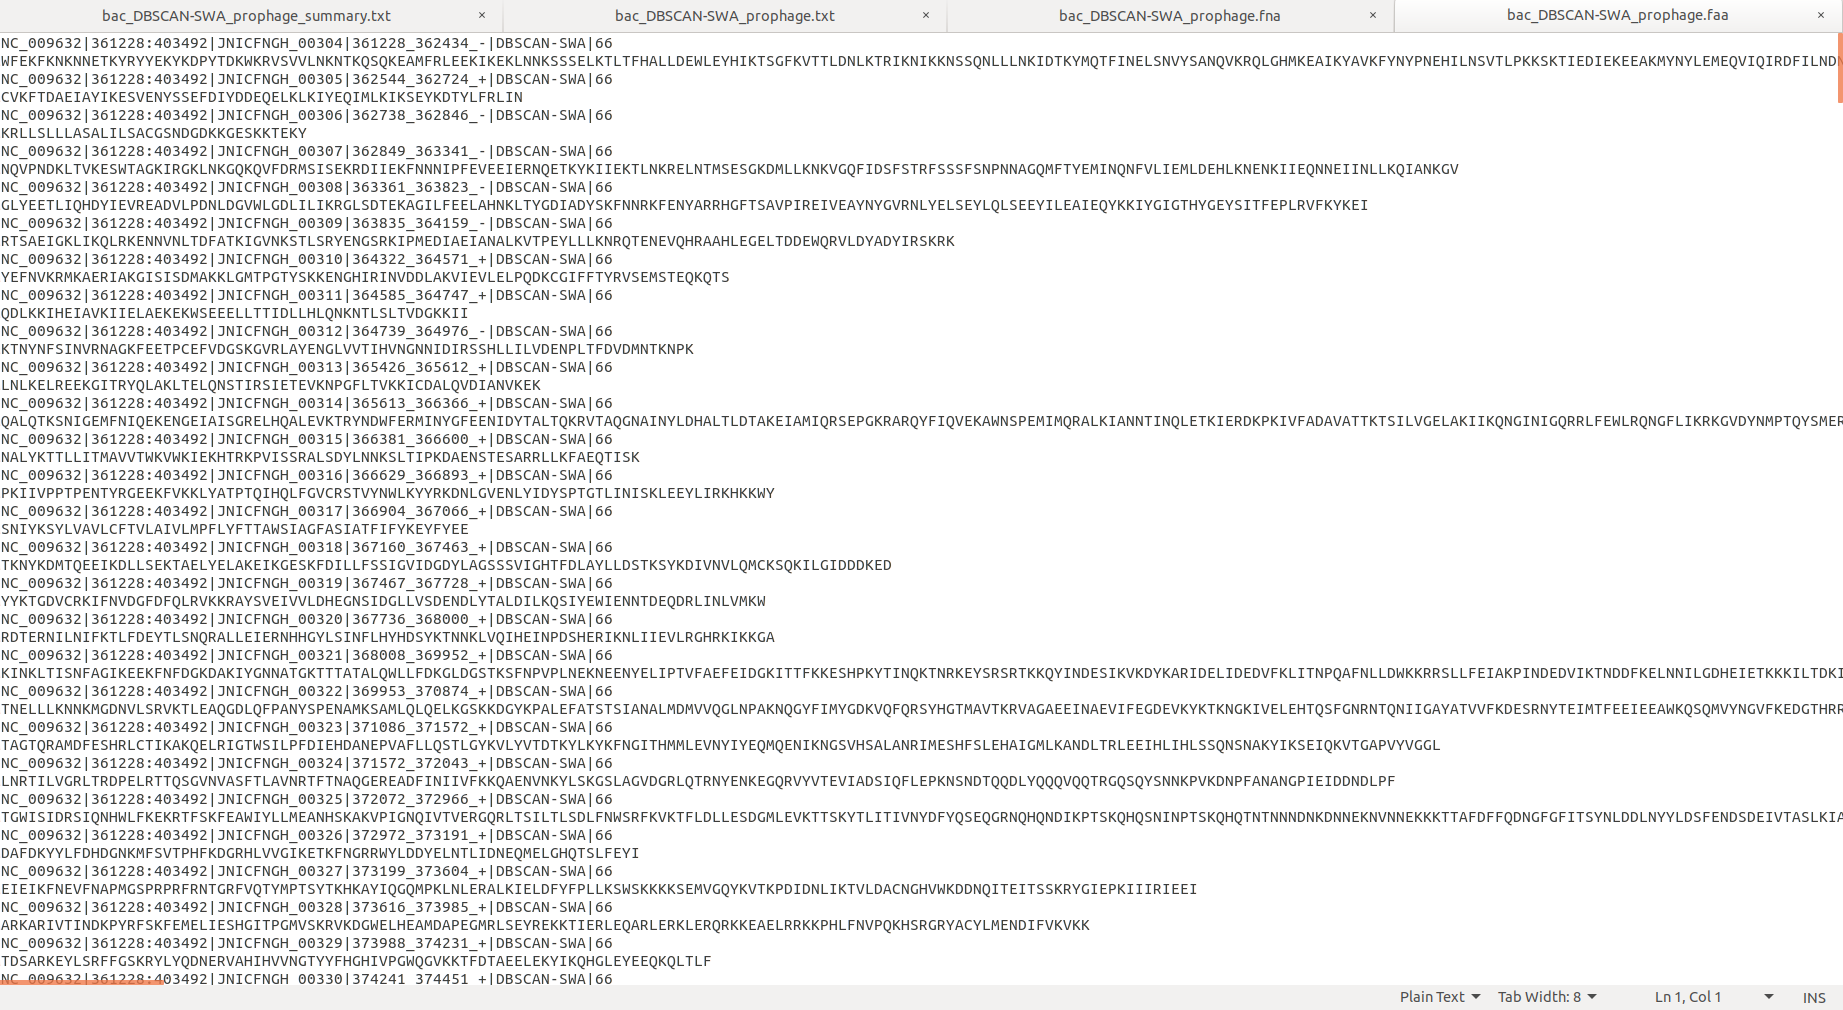 bac_DBSCAN-SWA_prophage_summary.txt × bac_DBSCAN-SWA_prophage.txt × bac_DBSCAN-SWA_prophage.fna × bac_DBSCAN-SWA_prophage.faa ×
NC_009632|361228:403492|JNICFNGH_00304|361228_362434_-|DBSCAN-SWA|66
WFEKFKNKNNETKYRYYEKYKDPYTDKWKRVSVVLNKNTKQSQKEAMFRLEEKIKEKLNNKSSSELKTLTFHALLDEWLEYHIKTSGFKVTTLDNLKTRIKNIKKNSSQNLLLNKIDTKYMQTFINELSNVYSANQVKRQLGHMKEAIKYAVKFYNYPNEHILNSVTLPKKSKTIEDIEKEEAKMYNYLEMEQVIQIRDFILND
NC_009632|361228:403492|JNICFNGH_00305|362544_362724_+|DBSCAN-SWA|66
CVKFTDAEIAYIKESVENYSSEFDIYDDEQELKLKIYEQIMLKIKSEYKDTYLFRLIN
NC_009632|361228:403492|JNICFNGH_00306|362738_362846_-|DBSCAN-SWA|66
KRLLSLLLASALILSACGSNDGDKKGESKKTEKY
NC_009632|361228:403492|JNICFNGH_00307|362849_363341_-|DBSCAN-SWA|66
NQVPNDKLTVKESWTAGKIRGKLNKGQKQVFDRMSISEKRDIIEKFNNNIPFEVEEIERNQETKYKIIEKTLNKRELNTMSESGKDMLLKNKVGQFIDSFSTRFSSSFSNPNNAGQMFTYEMINQNFVLIEMLDEHLKNENKIIEQNNEIINLLKQIANKGV
NC_009632|361228:403492|JNICFNGH_00308|363361_363823_-|DBSCAN-SWA|66
GLYEETLIQHDYIEVREADVLPDNLDGVWLGDLILIKRGLSDTEKAGILFEELAHNKLTYGDIADYSKFNNRKFENYARRHGFTSAVPIREIVEAYNYGVRNLYELSEYLQLSEEYILEAIEQYKKIYGIGTHYGEYSITFEPLRVFKYKEI
NC_009632|361228:403492|JNICFNGH_00309|363835_364159_-|DBSCAN-SWA|66
RTSAEIGKLIKQLRKENNVNLTDFATKIGVNKSTLSRYENGSRKIPMEDIAEIANALKVTPEYLLLKNRQTENEVQHRAAHLEGELTDDEWQRVLDYADYIRSKRK
NC_009632|361228:403492|JNICFNGH_00310|364322_364571_+|DBSCAN-SWA|66
YEFNVKRMKAERIAKGISISDMAKKLGMTPGTYSKKENGHIRINVDDLAKVIEVLELPQDKCGIFFTYRVSEMSTEQKQTS
NC_009632|361228:403492|JNICFNGH_00311|364585_364747_+|DBSCAN-SWA|66
QDLKKIHEIAVKIIELAEKEKWSEEELLTTIDLLHLQNKNTLSLTVDGKKII
NC_009632|361228:403492|JNICFNGH_00312|364739_364976_-|DBSCAN-SWA|66
KTNYNFSINVRNAGKFEETPCEFVDGSKGVRLAYENGLVVTIHVNGNNIDIRSSHLLILVDENPLTFDVDMNTKNPK
NC_009632|361228:403492|JNICFNGH_00313|365426_365612_+|DBSCAN-SWA|66
LNLKELREEKGITRYQLAKLTELQNSTIRSIETEVKNPGFLTVKKICDALQVDIANVKEK
NC_009632|361228:403492|JNICFNGH_00314|365613_366366_+|DBSCAN-SWA|66
QALQTKSNIGEMFNIQEKENGEIAISGRELHQALEVKTRYNDWFERMINYGFEENIDYTALTQKRVTAQGNAINYLDHALTLDTAKEIAMIQRSEPGKRARQYFIQVEKAWNSPEMIMQRALKIANNTINQLETKIERDKPKIVFADAVATTKTSILVGELAKIIKQNGINIGQRRLFEWLRQNGFLIKRKGVDYNMPTQYSMER
NC_009632|361228:403492|JNICFNGH_00315|366381_366600_+|DBSCAN-SWA|66
NALYKTTLLITMAVVTWKVWKIEKHTRKPVISSRALSDYLNNKSLTIPKDAENSTESARRLLKFAEQTISK
NC_009632|361228:403492|JNICFNGH_00316|366629_366893_+|DBSCAN-SWA|66
PKIIVPPTPENTYRGEEKFVKKLYATPTQIHQLFGVCRSTVYNWLKYYRKDNLGVENLYIDYSPTGTLINISKLEEYLIRKHKKWY
NC_009632|361228:403492|JNICFNGH_00317|366904_367066_+|DBSCAN-SWA|66
SNIYKSYLVAVLCFTVLAIVLMPFLYFTTAWSIAGFASIATFIFYKEYFYEE
NC_009632|361228:403492|JNICFNGH_00318|367160_367463_+|DBSCAN-SWA|66
TKNYKDMTQEEIKDLLSEKTAELYELAKEIKGESKFDILLFSSIGVIDGDYLAGSSSVIGHTFDLAYLLDSTKSYKDIVNVLQMCKSQKILGIDDDKED
NC_009632|361228:403492|JNICFNGH_00319|367467_367728_+|DBSCAN-SWA|66
YYKTGDVCRKIFNVDGFDFQLRVKKRAYSVEIVVLDHEGNSIDGLLVSDENDLYTALDILKQSIYEWIENNTDEQDRLINLVMKW
NC_009632|361228:403492|JNICFNGH_00320|367736_368000_+|DBSCAN-SWA|66
RDTERNILNIFKTLFDEYTLSNQRALLEIERNHHGYLSINFLHYHDSYKTNNKLVQIHEINPDSHERIKNLIIEVLRGHRKIKKGA
NC_009632|361228:403492|JNICFNGH_00321|368008_369952_+|DBSCAN-SWA|66
KINKLTISNFAGIKEEKFNFDGKDAKIYGNNATGKTTTATALQWLLFDKGLDGSTKSFNPVPLNEKNEENYELIPTVFAEFEIDGKITTFKKESHPKYTINQKTNRKEYSRSRTKKQYINDESIKVKDYKARIDELIDEDVFKLITNPQAFNLLDWKKRRSLLFEIAKPINDEDVIKTNDDFKELNNILGDHEIETKKKILTDKI
NC_009632|361228:403492|JNICFNGH_00322|369953_370874_+|DBSCAN-SWA|66
TNELLLKNNKMGDNVLSRVKTLEAQGDLQFPANYSPENAMKSAMLQLQELKGSKKDGYKPALEFATSTSIANALMDMVVQGLNPAKNQGYFIMYGDKVQFQRSYHGTMAVTKRVAGAEEINAEVIFEGDEVKYKTKNGKIVELEHTQSFGNRNTQNIIGAYATVVFKDESRNYTEIMTFEEIEEAWKQSQMVYNGVFKEDGTHRR
NC_009632|361228:403492|JNICFNGH_00323|371086_371572_+|DBSCAN-SWA|66
TAGTQRAMDFESHRLCTIKAKQELRIGTWSILPFDIEHDANEPVAFLLQSTLGYKVLYVTDTKYLKYKFNGITHMMLEVNYIYEQMQENIKNGSVHSALANRIMESHFSLEHAIGMLKANDLTRLEEIHLIHLSSQNSNAKYIKSEIQKVTGAPVYVGGL
NC_009632|361228:403492|JNICFNGH_00324|371572_372043_+|DBSCAN-SWA|66
LNRTILVGRLTRDPELRTTQSGVNVASFTLAVNRTFTNAQGEREADFINIIVFKKQAENVNKYLSKGSLAGVDGRLQTRNYENKEGQRVYVTEVIADSIQFLEPKNSNDTQQDLYQQQVQQTRGQSQYSNNKPVKDNPFANANGPIEIDDNDLPF
NC_009632|361228:403492|JNICFNGH_00325|372072_372966_+|DBSCAN-SWA|66
TGWISIDRSIQNHWLFKEKRTFSKFEAWIYLLMEANHSKAKVPIGNQIVTVERGQRLTSILTLSDLFNWSRFKVKTFLDLLESDGMLEVKTTSKYTLITIVNYDFYQSEQGRNQHQNDIKPTSKQHQSNINPTSKQHQTNTNNNDNKDNNEKNVNNEKKKTTAFDFFQDNGFGFITSYNLDDLNYYLDSFENDSDEIVTASLKIA
NC_009632|361228:403492|JNICFNGH_00326|372972_373191_+|DBSCAN-SWA|66
DAFDKYYLFDHDGNKMFSVTPHFKDGRHLVVGIKETKFNGRRWYLDDYELNTLIDNEQMELGHQTSLFEYI
NC_009632|361228:403492|JNICFNGH_00327|373199_373604_+|DBSCAN-SWA|66
EIEIKFNEVFNAPMGSPRPRFRNTGRFVQTYMPTSYTKHKAYIQGQMPKLNLERALKIELDFYFPLLKSWSKKKKSEMVGQYKVTKPDIDNLIKTVLDACNGHVWKDDNQITEITSSKRYGIEPKIIIRIEEI
NC_009632|361228:403492|JNICFNGH_00328|373616_373985_+|DBSCAN-SWA|66
ARKARIVTINDKPYRFSKFEMELIESHGITPGMVSKRVKDGWELHEAMDAPEGMRLSEYREKKTIERLEQARLERKLERQRKKEAELRRKKPHLFNVPQKHSRGRYACYLMENDIFVKVKK
NC_009632|361228:403492|JNICFNGH_00329|373988_374231_+|DBSCAN-SWA|66
TDSARKEYLSRFFGSKRYLYQDNERVAHIHVVNGTYYFHGHIVPGWQGVKKTFDTAEELEKYIKQHGLEYEEQKQLTLF
NC_009632|361228:403492|JNICFNGH_00330|374241_374451_+|DBSCAN-SWA|66
Plain Text Tab Width: 8 Ln 1, Col 1 INS